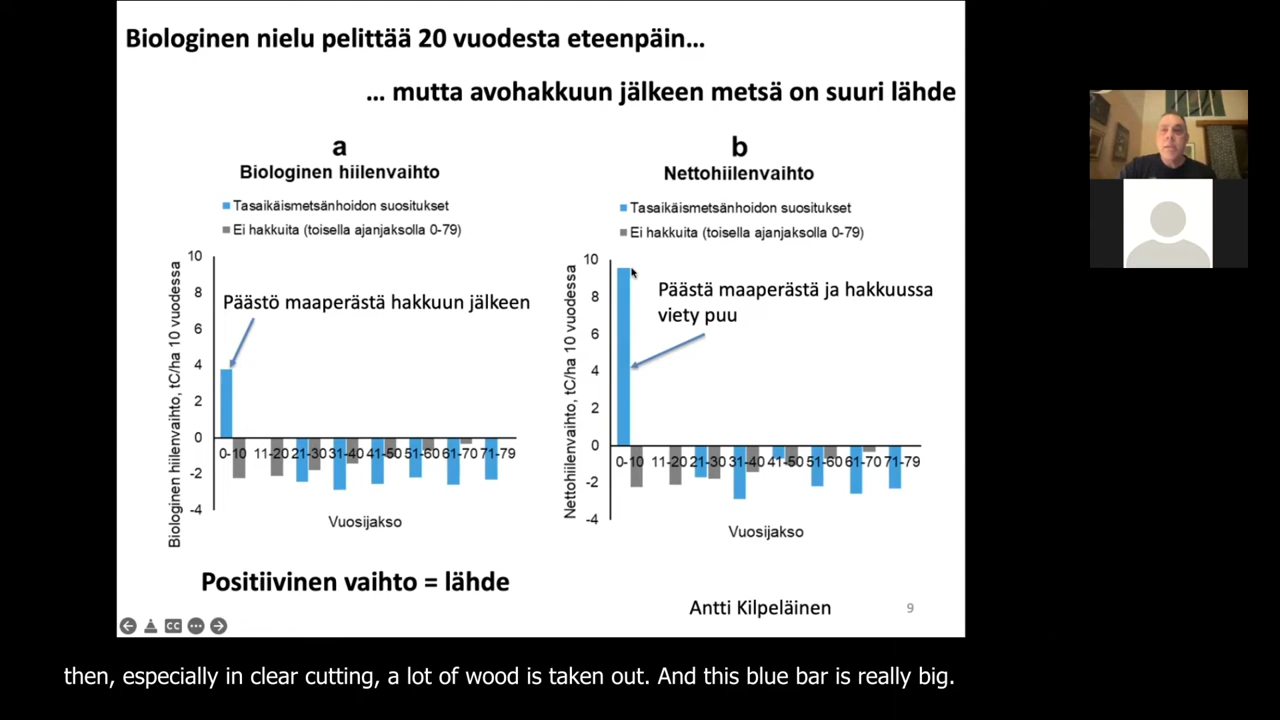 Biologinen nielu pelittää 20 vuodesta eteenpäin…
… mutta avohakkuun jälkeen metsä on suuri lähde
a
Biologinen hiilenvaihto
Tasaikäismetsänhoidon suositukset
Ei hakkuita (toisella ajanjaksolla 0-79)
Biologinen hiilenvaihto, tC/ha 10 vuodessa
10
8
6
4
2
0
-2
-4
Päästö maaperästä hakkuun jälkeen
0-10 11-20 21-30 31-40 41-50 51-60 61-70 71-79
Vuosijakso
b
Nettohiilenvaihto
Tasaikäismetsänhoidon suositukset
Ei hakkuita (toisella ajanjaksolla 0-79)
Nettohiilenvaihto, tC/ha 10 vuodessa
10
8
6
4
2
0
-2
-4
Päästä maaperästä ja hakkuussa
viety puu
0-10 11-20 21-30 31-40 41-50 51-60 61-70 71-79
Vuosijakso
Positiivinen vaihto = lähde
Antti Kilpeläinen
9
CC
then, especially in clear cutting, a lot of wood is taken out. And this blue bar is really big.